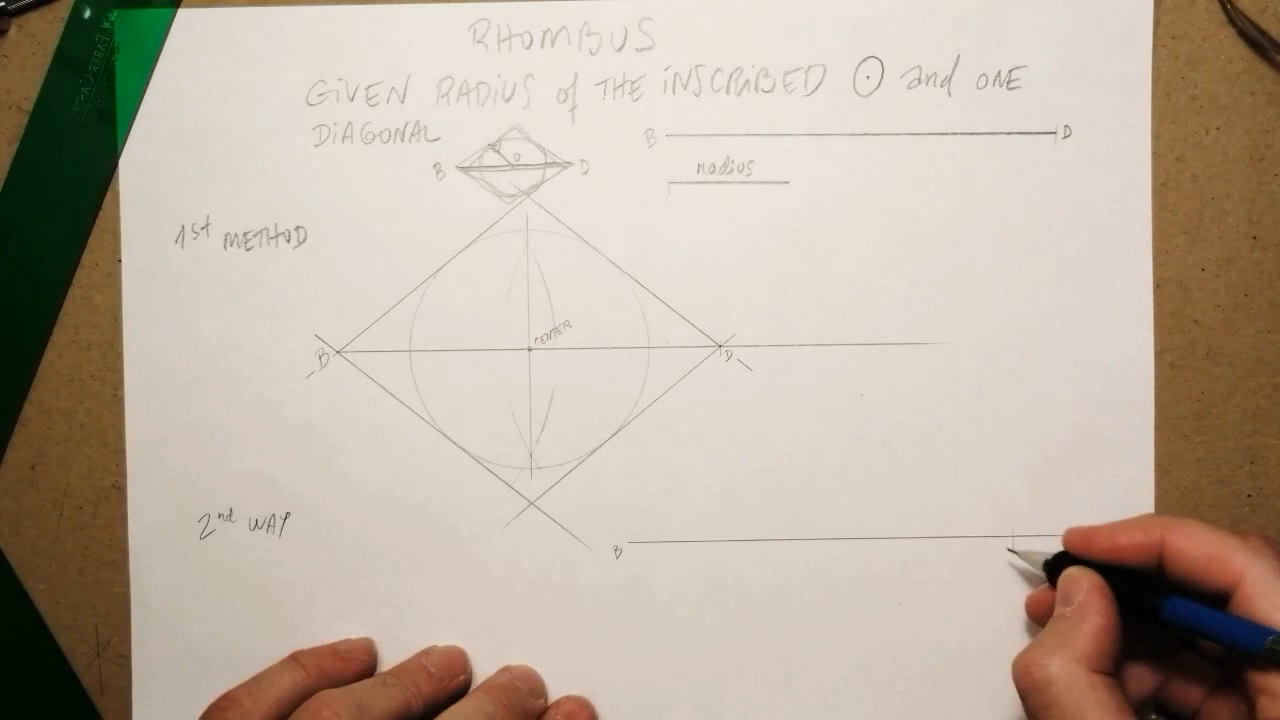 RHOMBUS
GIVEN RADIUS of THE INSCRIBED ⊙ and ONE
DIAGONAL
B D
radius
B O D
1st METHOD
CENTER
B D
2nd WAY
B